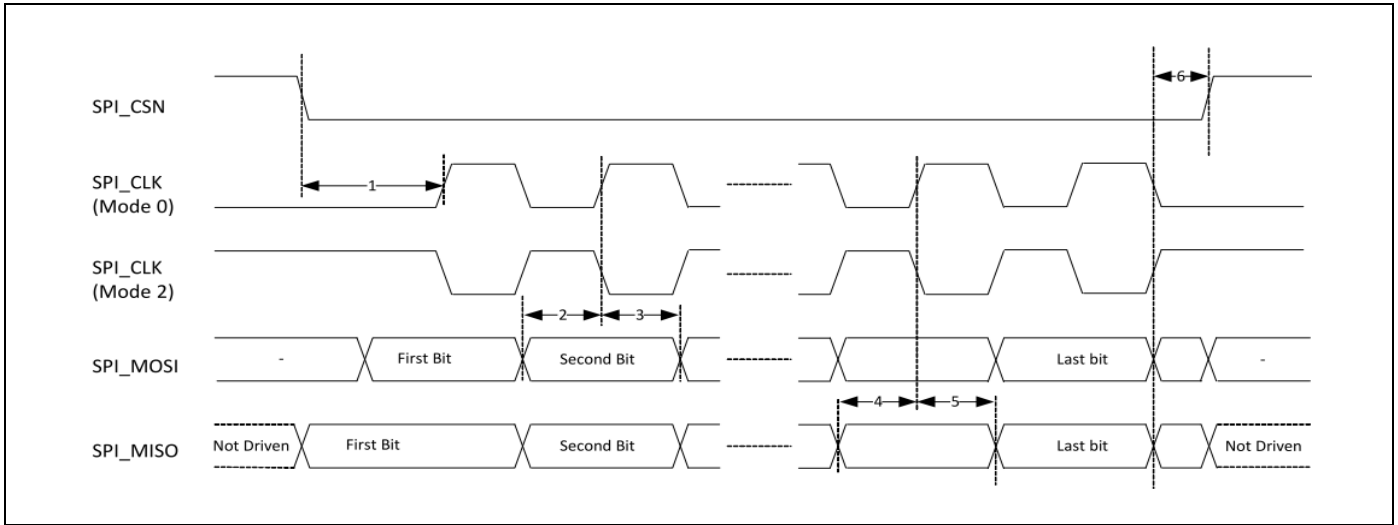 SPI_CSN
6
SPI_CLK
(Mode 0)
1
SPI_CLK
(Mode 2)
2
3
SPI_MOSI
-
First Bit
Second Bit
Last bit
-
4
5
SPI_MISO
Not Driven
First Bit
Second Bit
Last bit
Not Driven